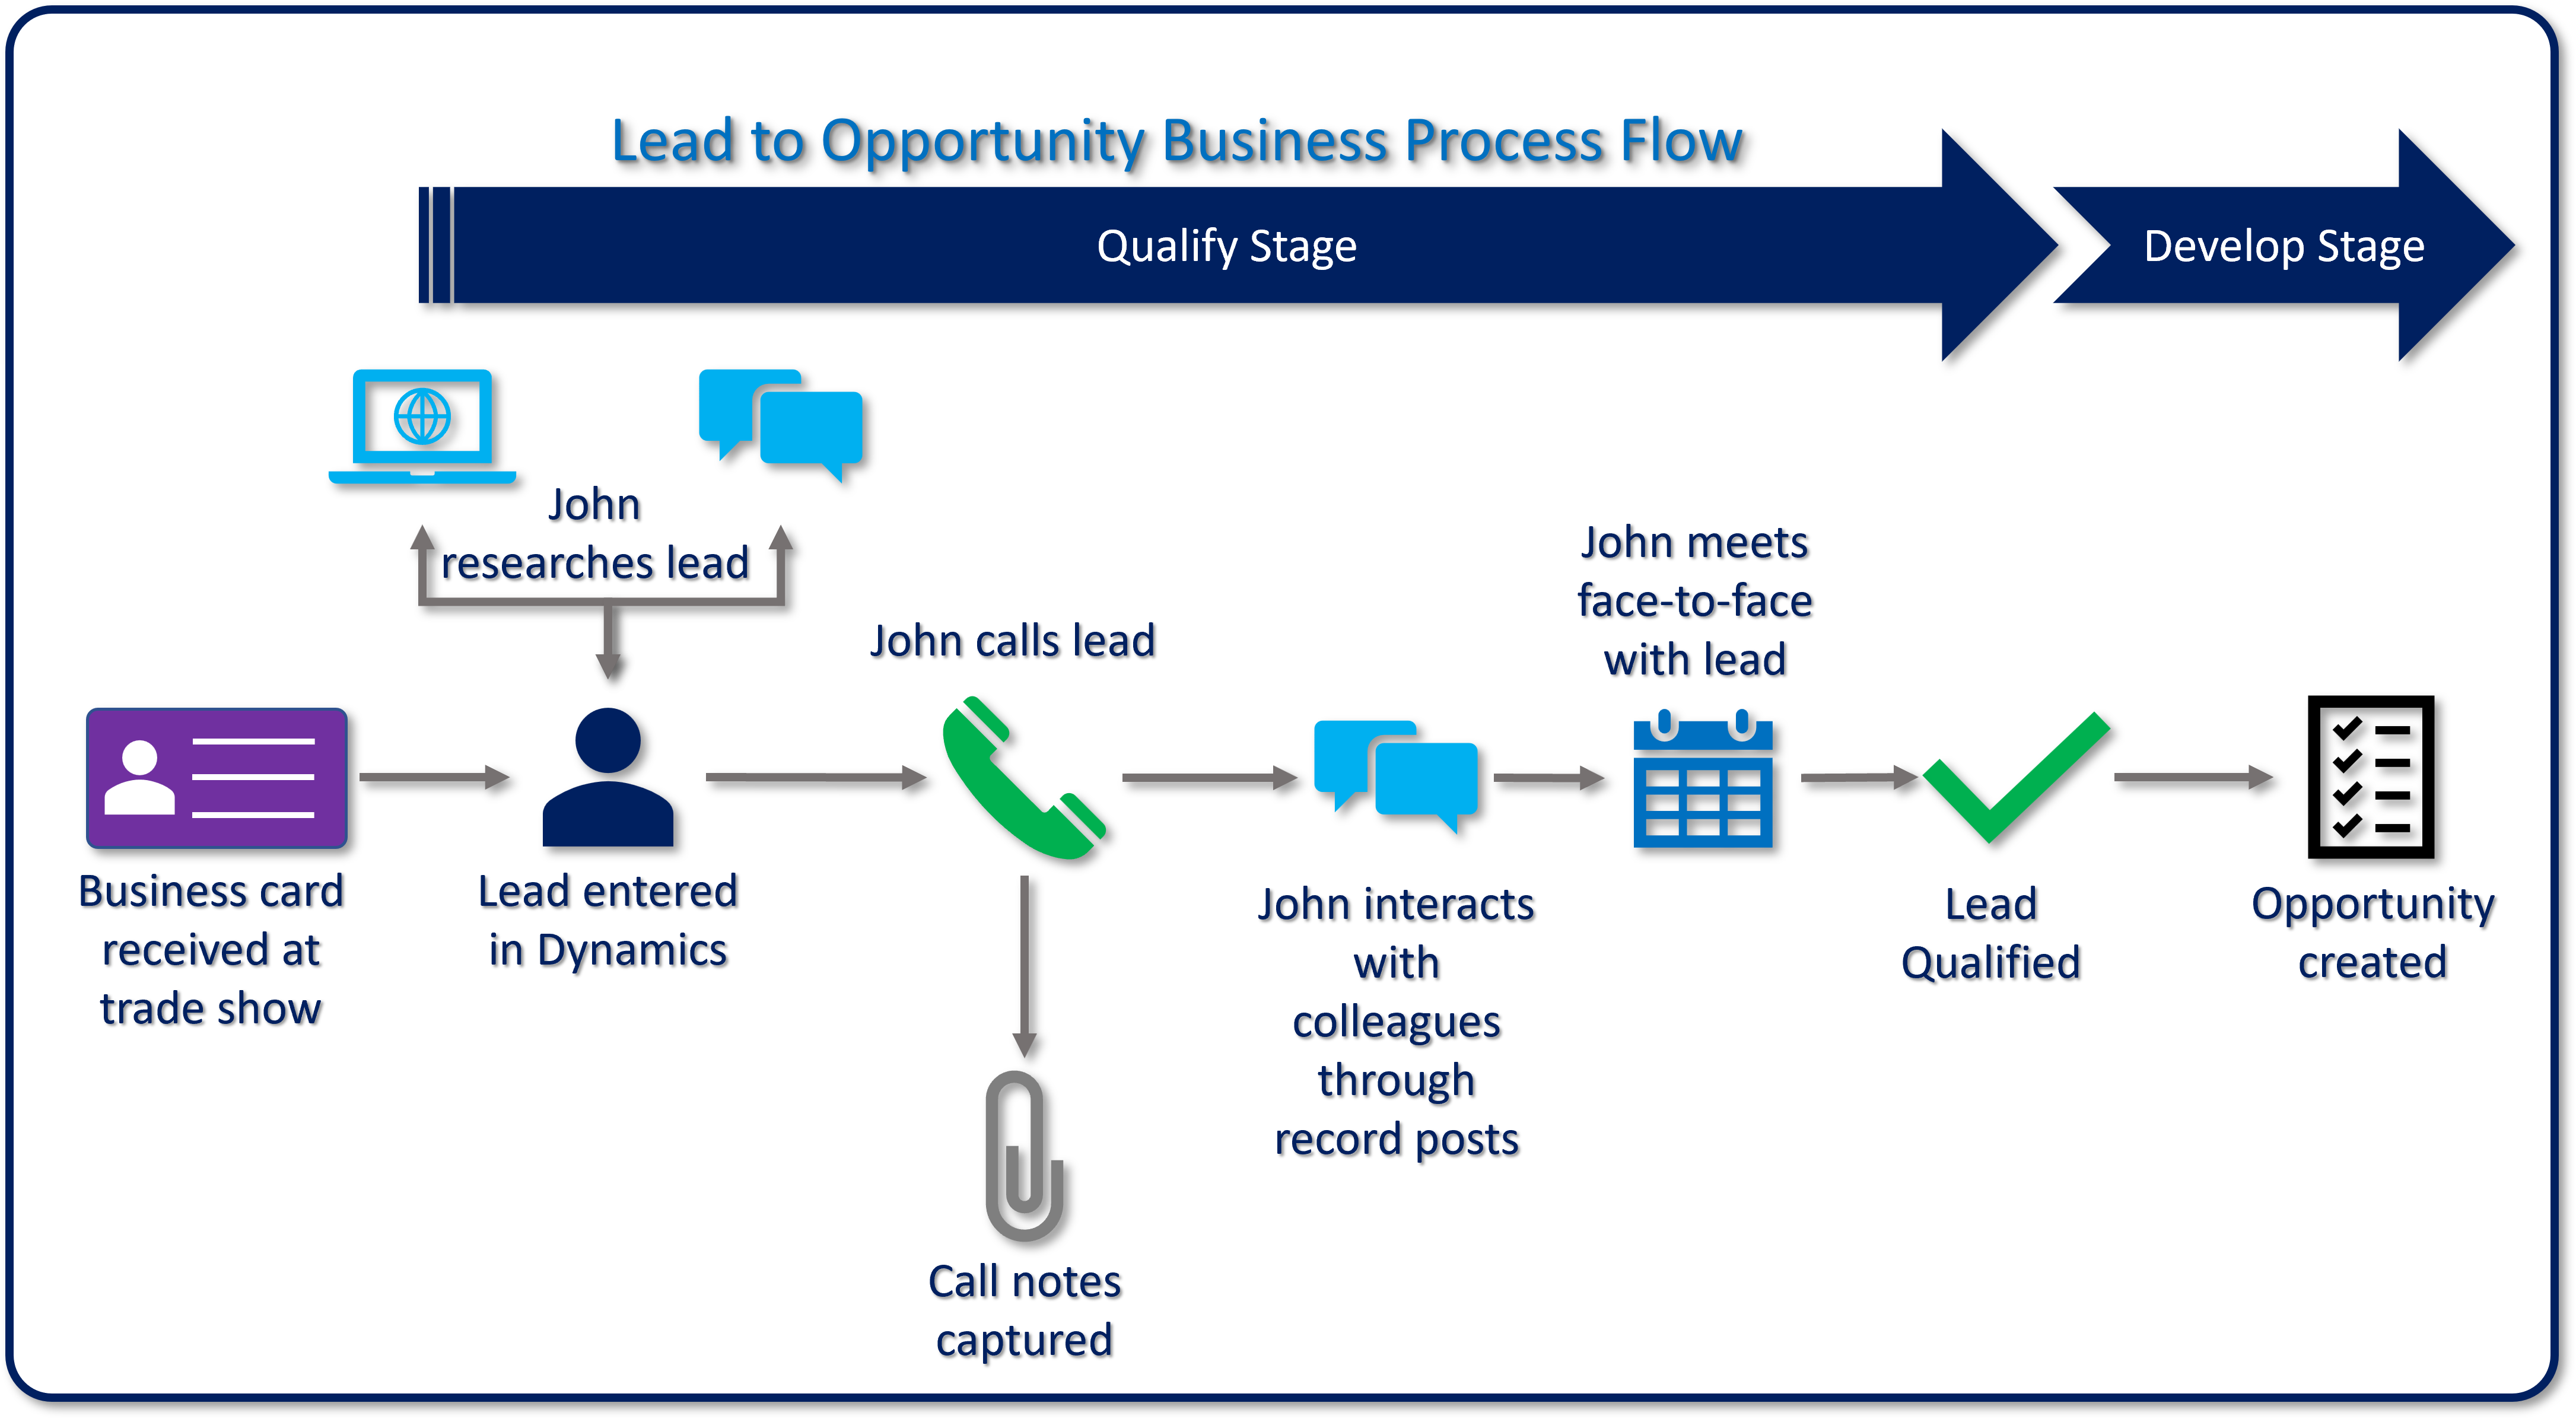 Lead to Opportunity Business Process Flow
Qualify Stage
Develop Stage
John
researches lead
John calls lead
John meets
face-to-face
with lead
Business card
received at
trade show
Lead entered
in Dynamics
John interacts
with
colleagues
through
record posts
Lead
Qualified
Opportunity
created
Call notes
captured